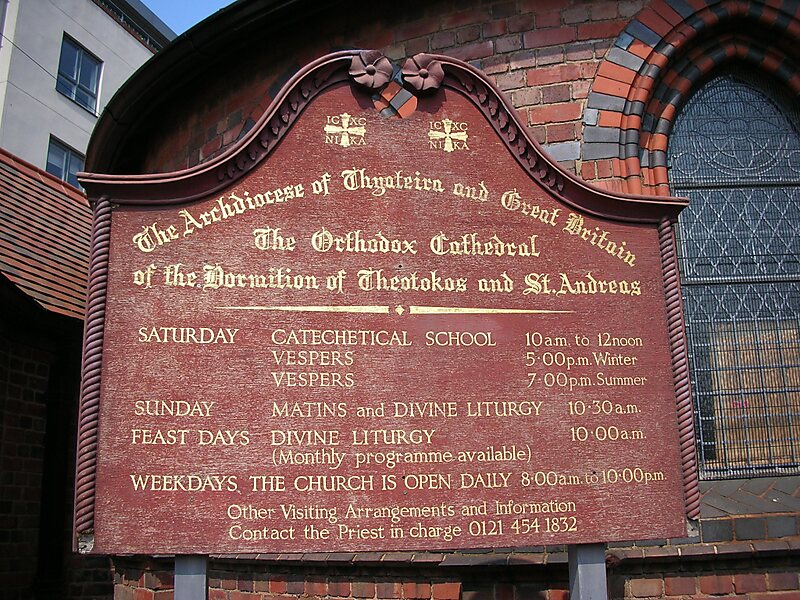 IC XC IC XC
NI KA NI KA
The Archdiocese of Thyateira and Great Britain
The Orthodox Cathedral
of the Dormition of Theotokos and St. Andreas
SATURDAY CATECHETICAL SCHOOL 10a.m. to 12noon
VESPERS 5·00p.m. Winter
VESPERS 7·00p.m. Summer
SUNDAY MATINS and DIVINE LITURGY 10·30a.m.
FEAST DAYS DIVINE LITURGY 10·00a.m.
(Monthly programme available)
WEEKDAYS, THE CHURCH IS OPEN DAILY 8·00a.m. to 10·00p.m.
Other Visiting Arrangements and Information
Contact the Priest in charge 0121 454 1832